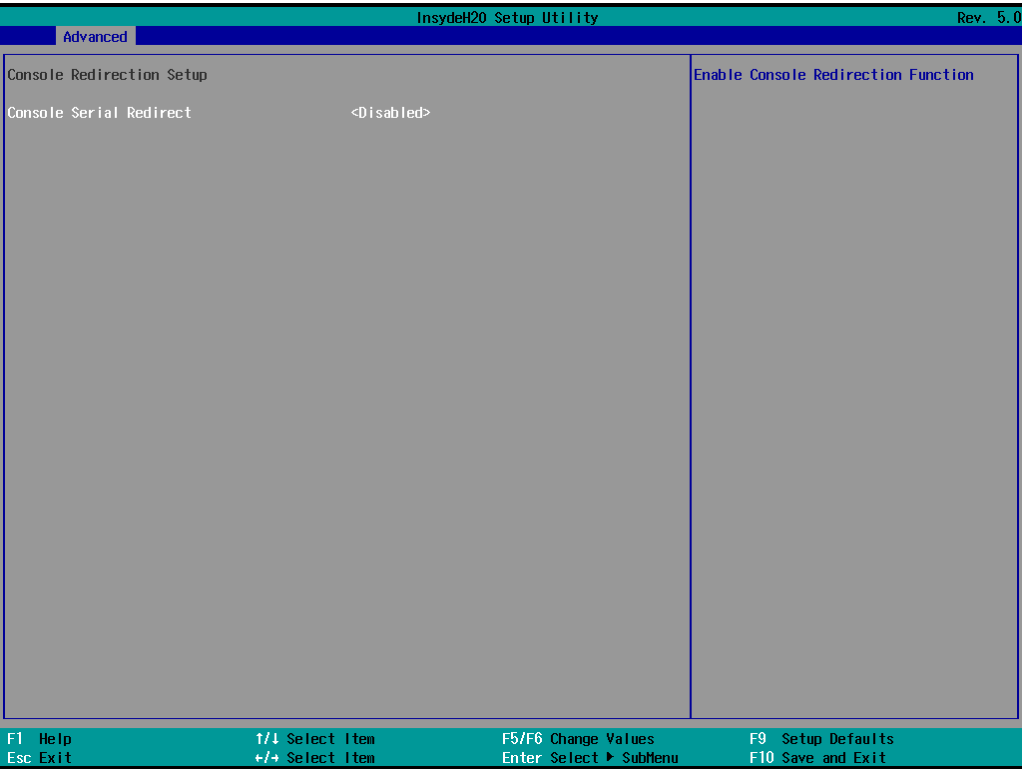 InsydeH20 Setup Utility Rev. 5.0
Advanced
Console Redirection Setup
Enable Console Redirection Function
Console Serial Redirect <Disabled>
F1 Help ↑/↓ Select Item F5/F6 Change Values F9 Setup Defaults
Esc Exit ←/→ Select Item Enter Select ▶ SubMenu F10 Save and Exit